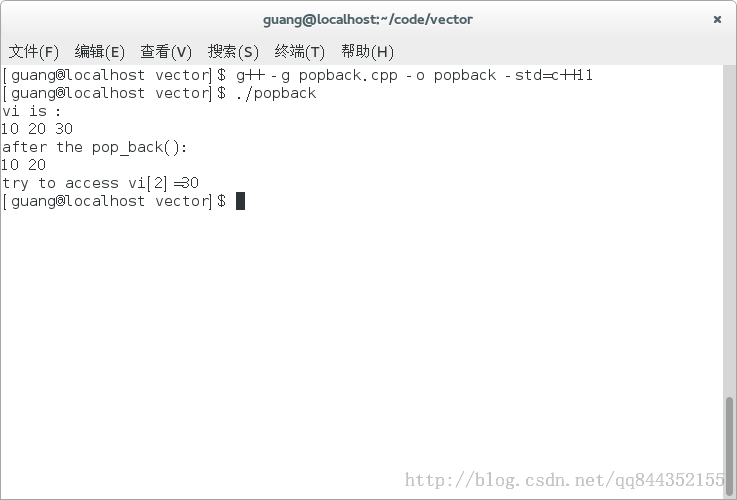 guang@localhost:~/code/vector
文件(F) 编辑(E) 查看(V) 搜索(S) 终端(T) 帮助(H)
[guang@localhost vector]$ g++ -g popback.cpp -o popback -std=c++11
[guang@localhost vector]$ ./popback
vi is :
10 20 30
after the pop_back():
10 20
try to access vi[2]=30
[guang@localhost vector]$
http://blog.csdn.net/qq844352155